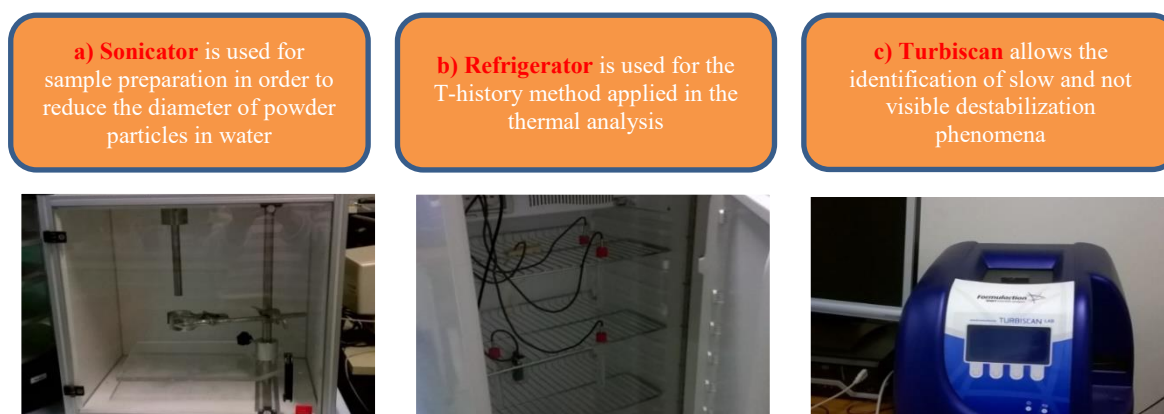 a) Sonicator is used for
sample preparation in order to
reduce the diameter of powder
particles in water
b) Refrigerator is used for the
T-history method applied in the
thermal analysis
c) Turbiscan allows the
identification of slow and not
visible destabilization
phenomena
Formulaction
TURBISCAN LAB